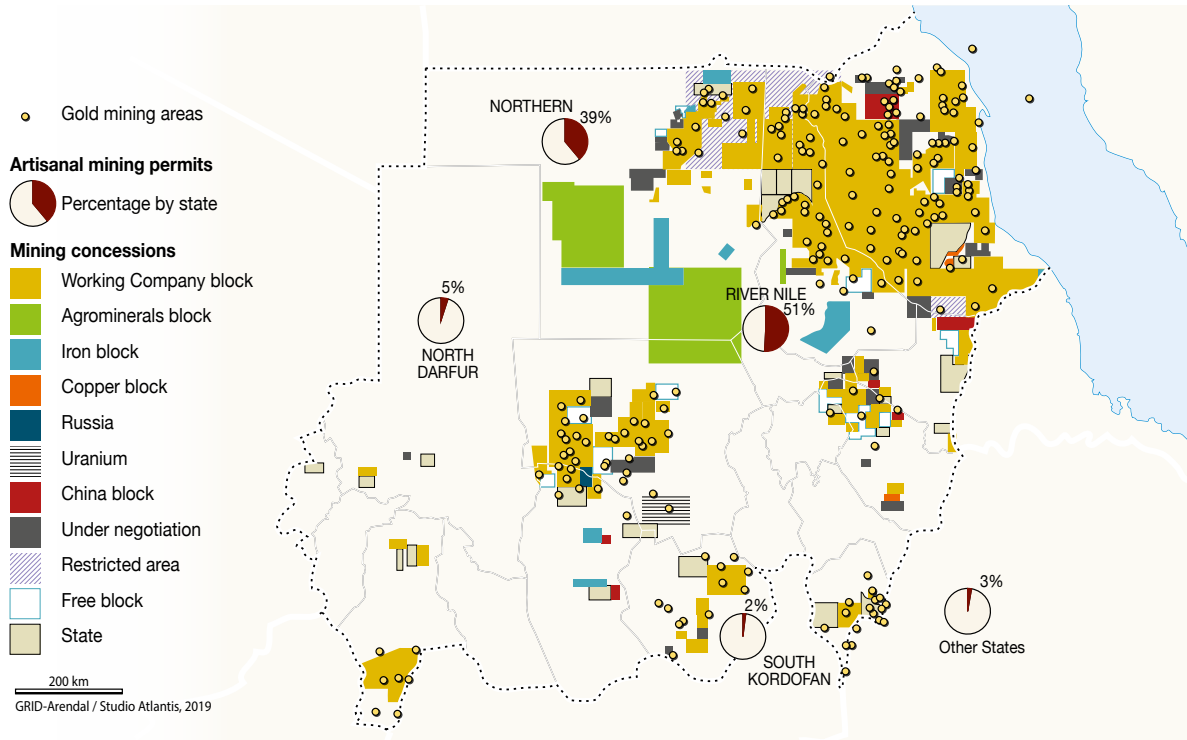 Gold mining areas
Artisanal mining permits
Percentage by state
Mining concessions
Working Company block
Agrominerals block
Iron block
Copper block
Russia
Uranium
China block
Under negotiation
Restricted area
Free block
State
200 km
GRID-Arendal / Studio Atlantis, 2019
NORTHERN
39%
RIVER NILE
51%
5%
NORTH
DARFUR
2%
SOUTH
KORDOFAN
3%
Other States